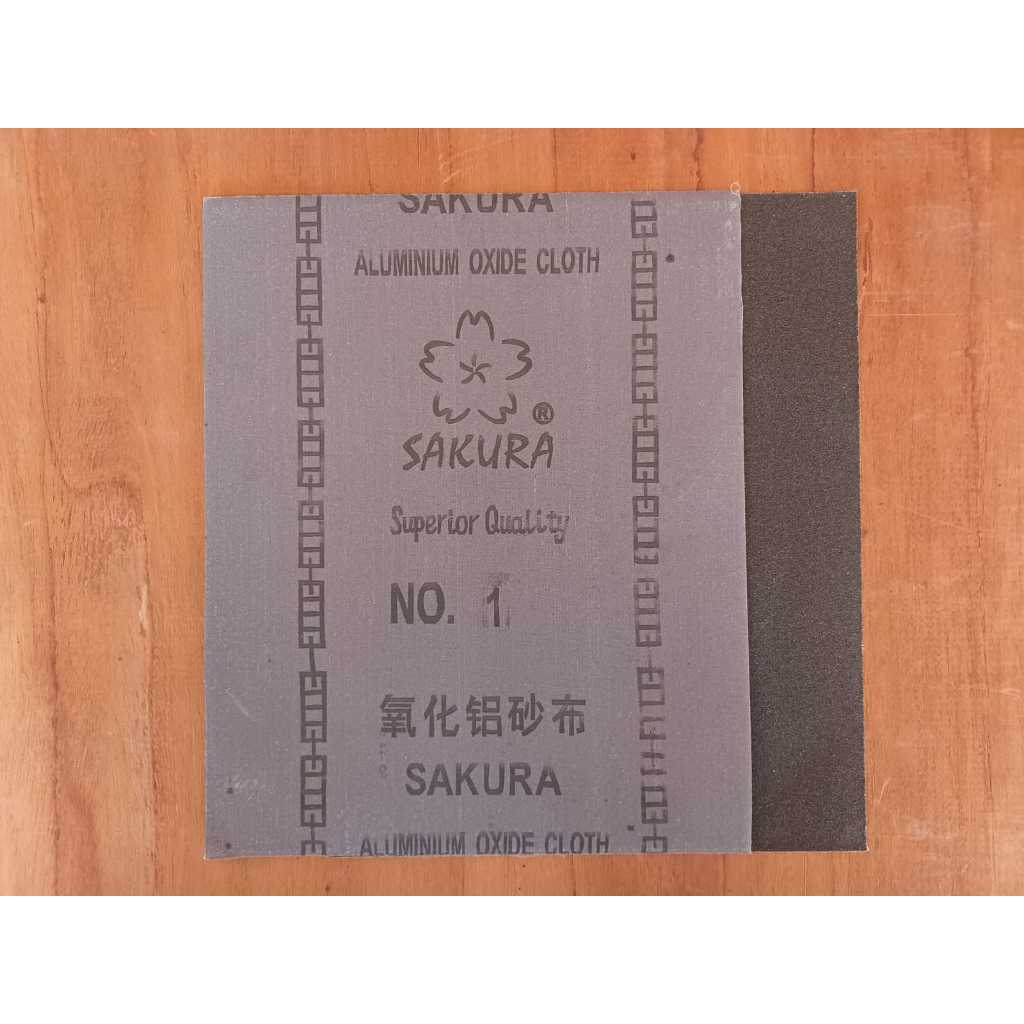 SAKURA
ALUMINIUM OXIDE CLOTH
®
SAKURA
Superior Quality
NO. 1
氧化铝砂布
SAKURA
ALUMINIUM OXIDE CLOTH